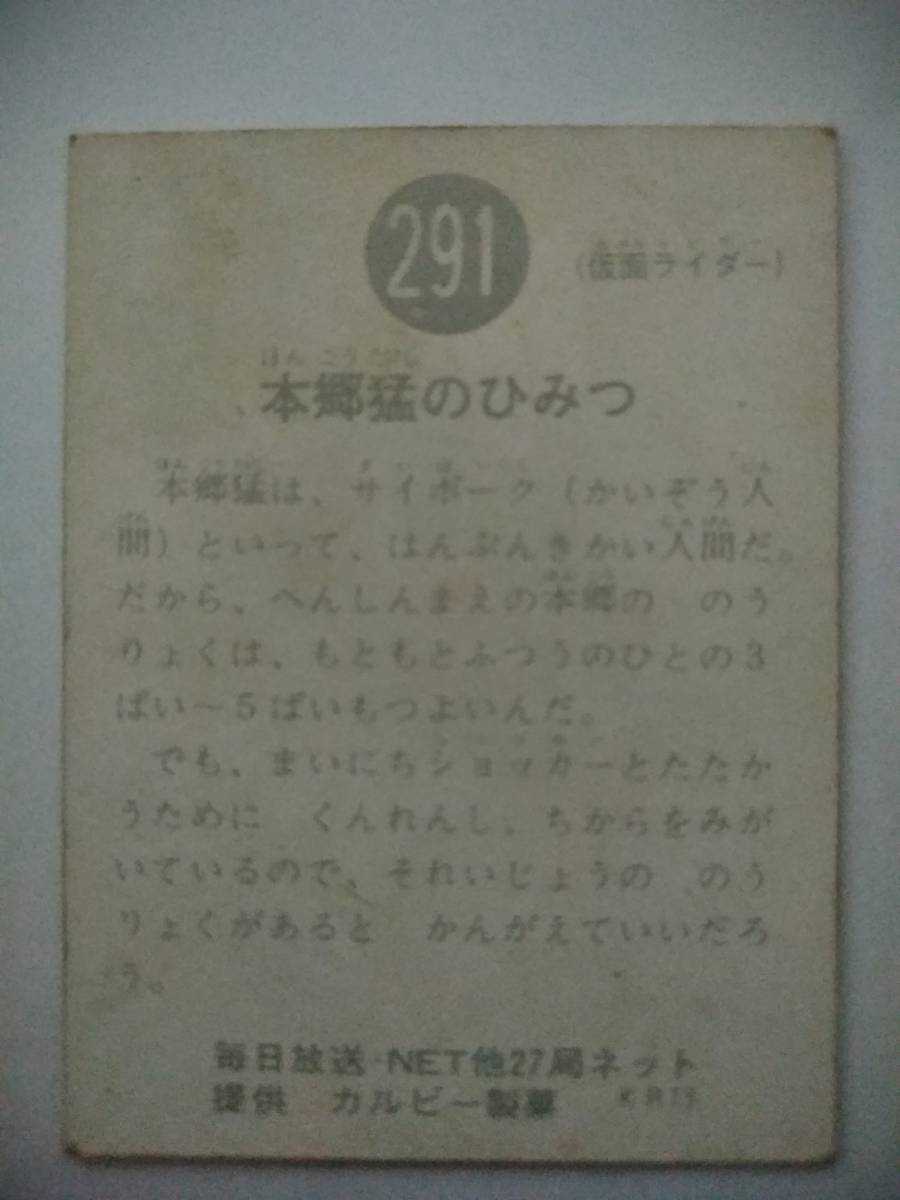 291
(仮面ライダー)
ほんごうたけし
本郷猛のひみつ
本郷猛は、サイボーグ(かいぞう人
間)といって、はんぶんきかい人間だ。
だから、へんしんまえの本郷の のう
りょくは、もともとふつうのひとの3
ばい〜5ばいもつよいんだ。
でも、まいにちショッカーとたたか
うために くんれんし、ちからをみが
いているので、それいじょうの のう
りょくがあると かんがえていいだろ
う。
毎日放送・NET他27局ネット
提供 カルビー製菓